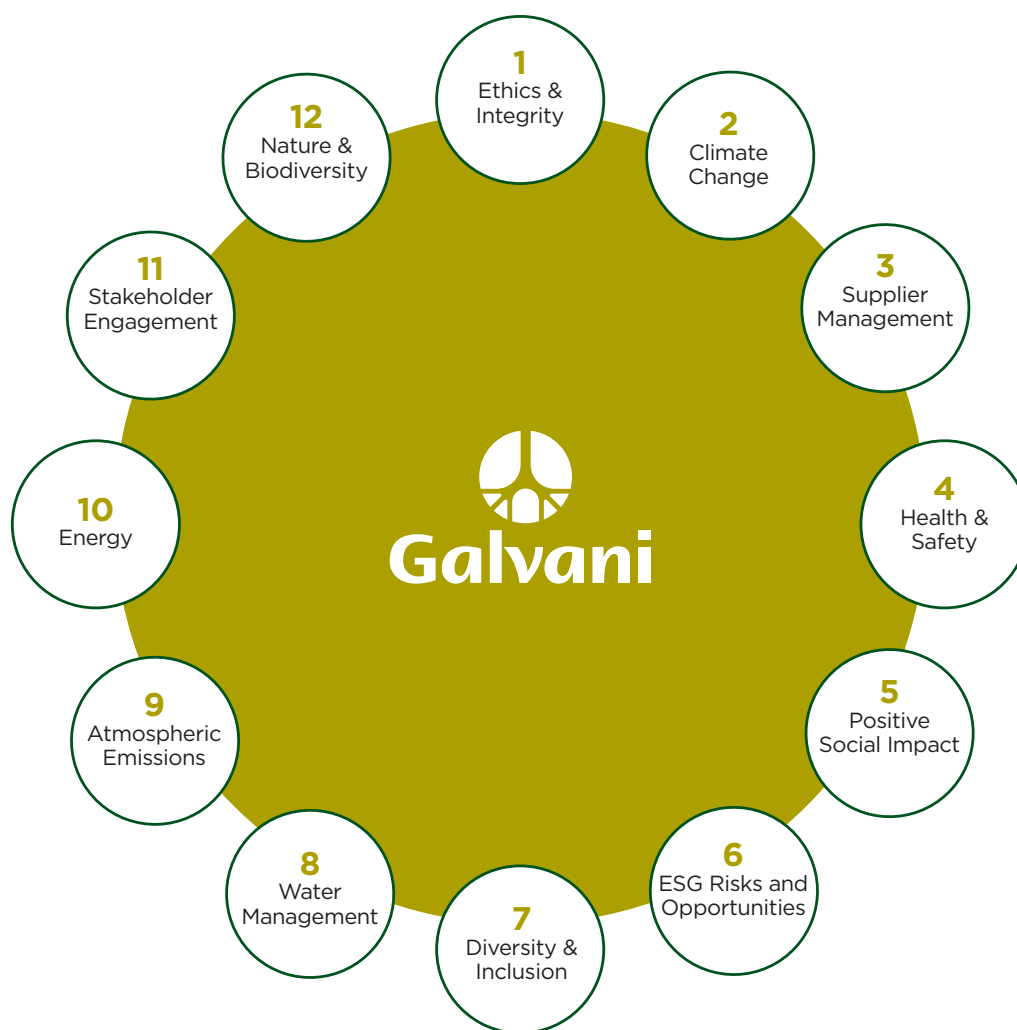 1
Ethics &
Integrity
2
Climate
Change
3
Supplier
Management
4
Health &
Safety
5
Positive
Social Impact
6
ESG Risks and
Opportunities
7
Diversity &
Inclusion
8
Water
Management
9
Atmospheric
Emissions
10
Energy
11
Stakeholder
Engagement
12
Nature &
Biodiversity
Galvani